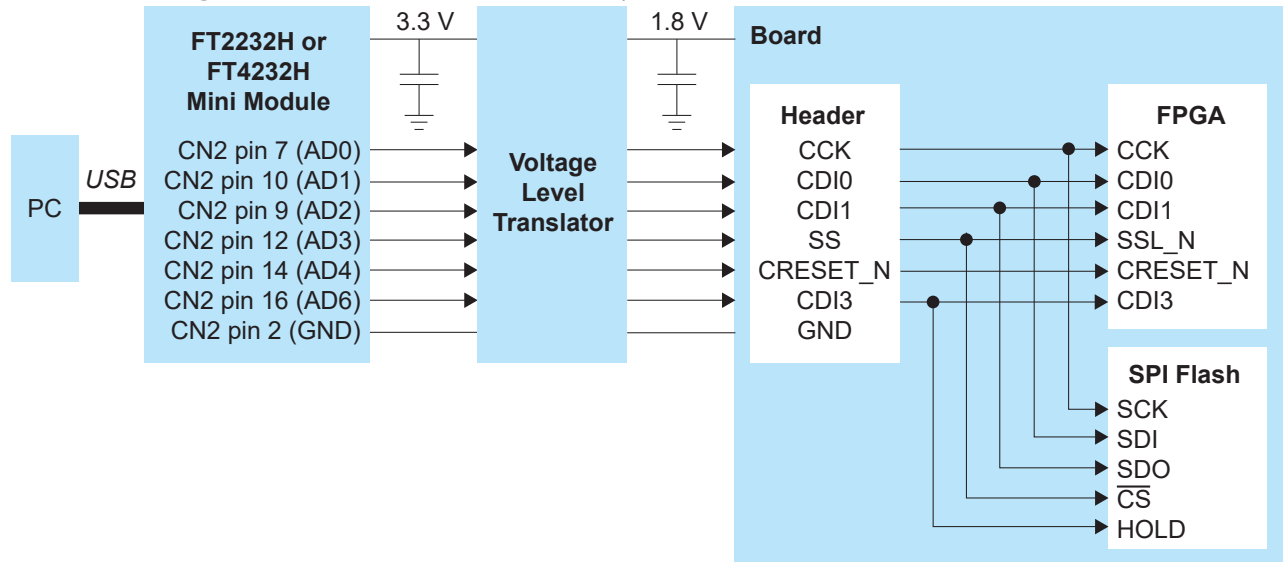 PC
USB
FT2232H or
FT4232H
Mini Module
CN2 pin 7 (AD0)
CN2 pin 10 (AD1)
CN2 pin 9 (AD2)
CN2 pin 12 (AD3)
CN2 pin 14 (AD4)
CN2 pin 16 (AD6)
CN2 pin 2 (GND)
3.3 V
Voltage
Level
Translator
1.8 V
Board
Header
CCK
CDI0
CDI1
SS
CRESET_N
CDI3
GND
FPGA
CCK
CDI0
CDI1
SSL_N
CRESET_N
CDI3
SPI Flash
SCK
SDI
SDO
C̅S̅
HOLD